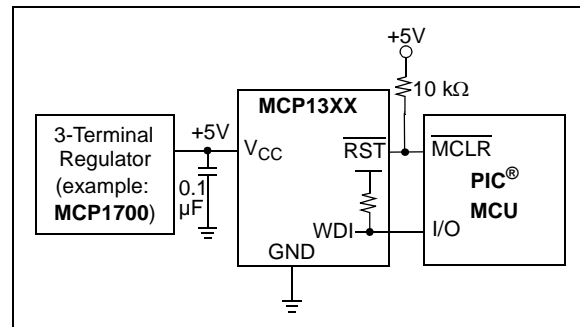 +5V
10 kΩ
MCP13XX
3-Terminal
Regulator
(example:
MCP1700)
+5V
0.1
µF
VCC
RST
WDI
GND
MCLR
PIC®
MCU
I/O